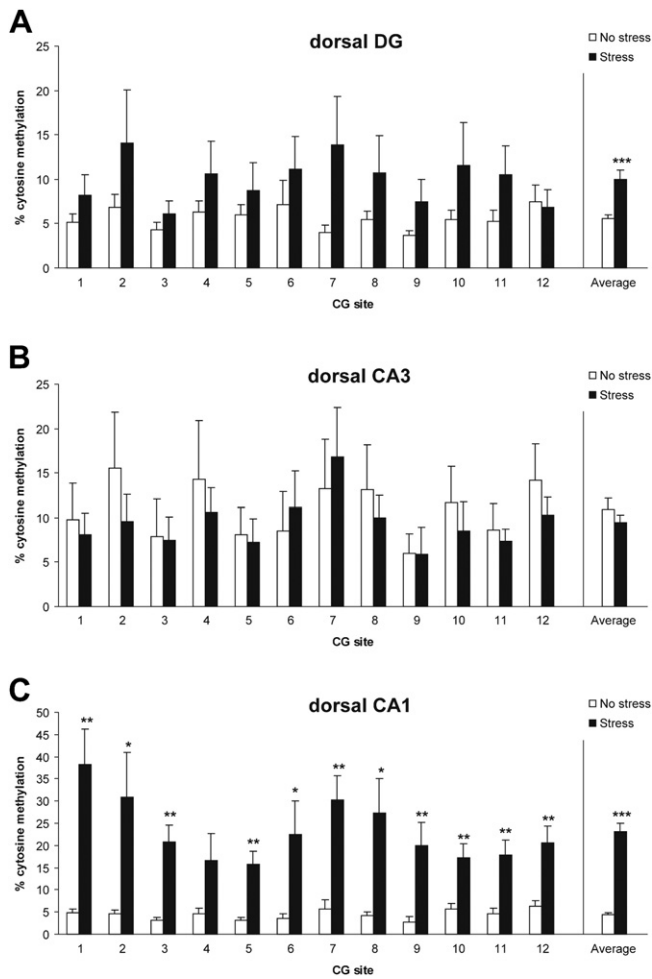 A
dorsal DG
No stress
Stress
% cytosine methylation
25
20
15
10
5
0
***
1 2 3 4 5 6 7 8 9 10 11 12 Average
CG site
B
dorsal CA3
No stress
Stress
% cytosine methylation
25
20
15
10
5
0
1 2 3 4 5 6 7 8 9 10 11 12 Average
CG site
C
dorsal CA1
No stress
Stress
% cytosine methylation
50
45
40
35
30
25
20
15
10
5
0
** * ** ** * ** * ** ** ** ** ***
1 2 3 4 5 6 7 8 9 10 11 12 Average
CG site